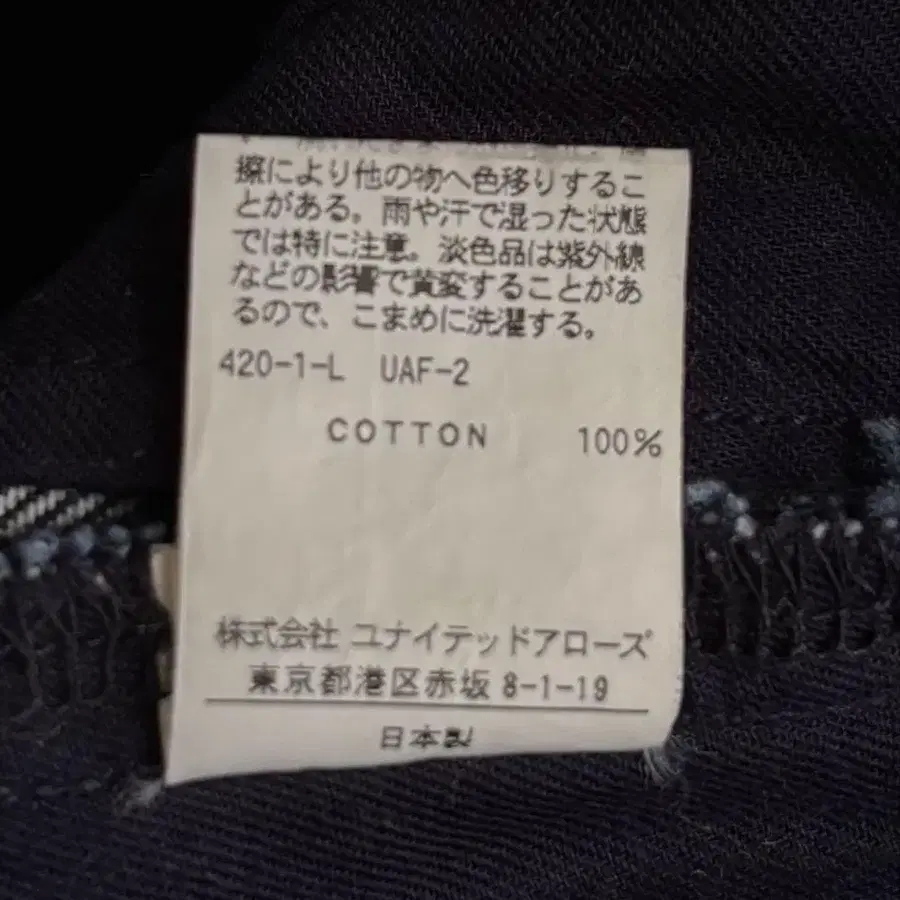 擦により他の物へ色移りするこ
とがある。雨や汗で湿った状態
では特に注意。淡色品は紫外線
などの影響で黄変することがあ
るので、こまめに洗濯する。
420-1-L UAF-2
COTTON 100%
株式会社 ユナイテッドアローズ
東京都港区赤坂 8-1-19
日本製